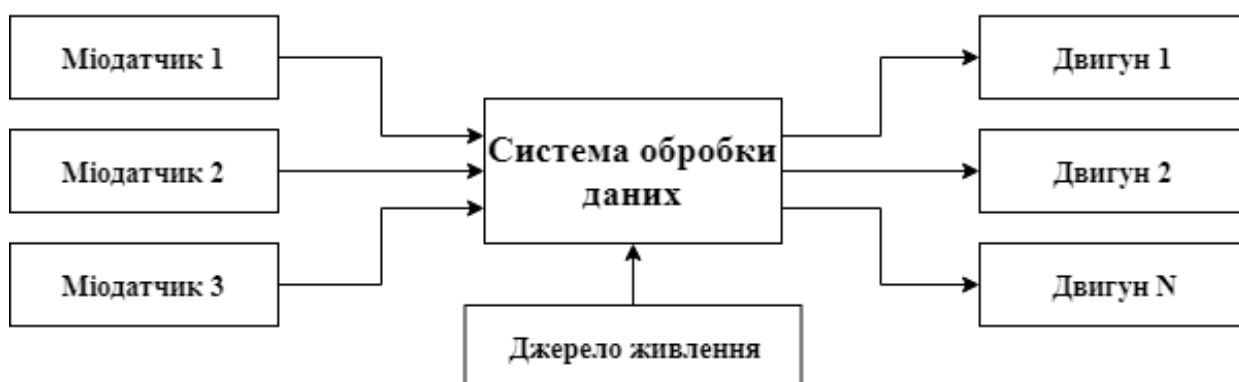 Міодатчик 1
Міодатчик 2
Міодатчик 3
Система обробки
даних
Джерело живлення
Двигун 1
Двигун 2
Двигун N